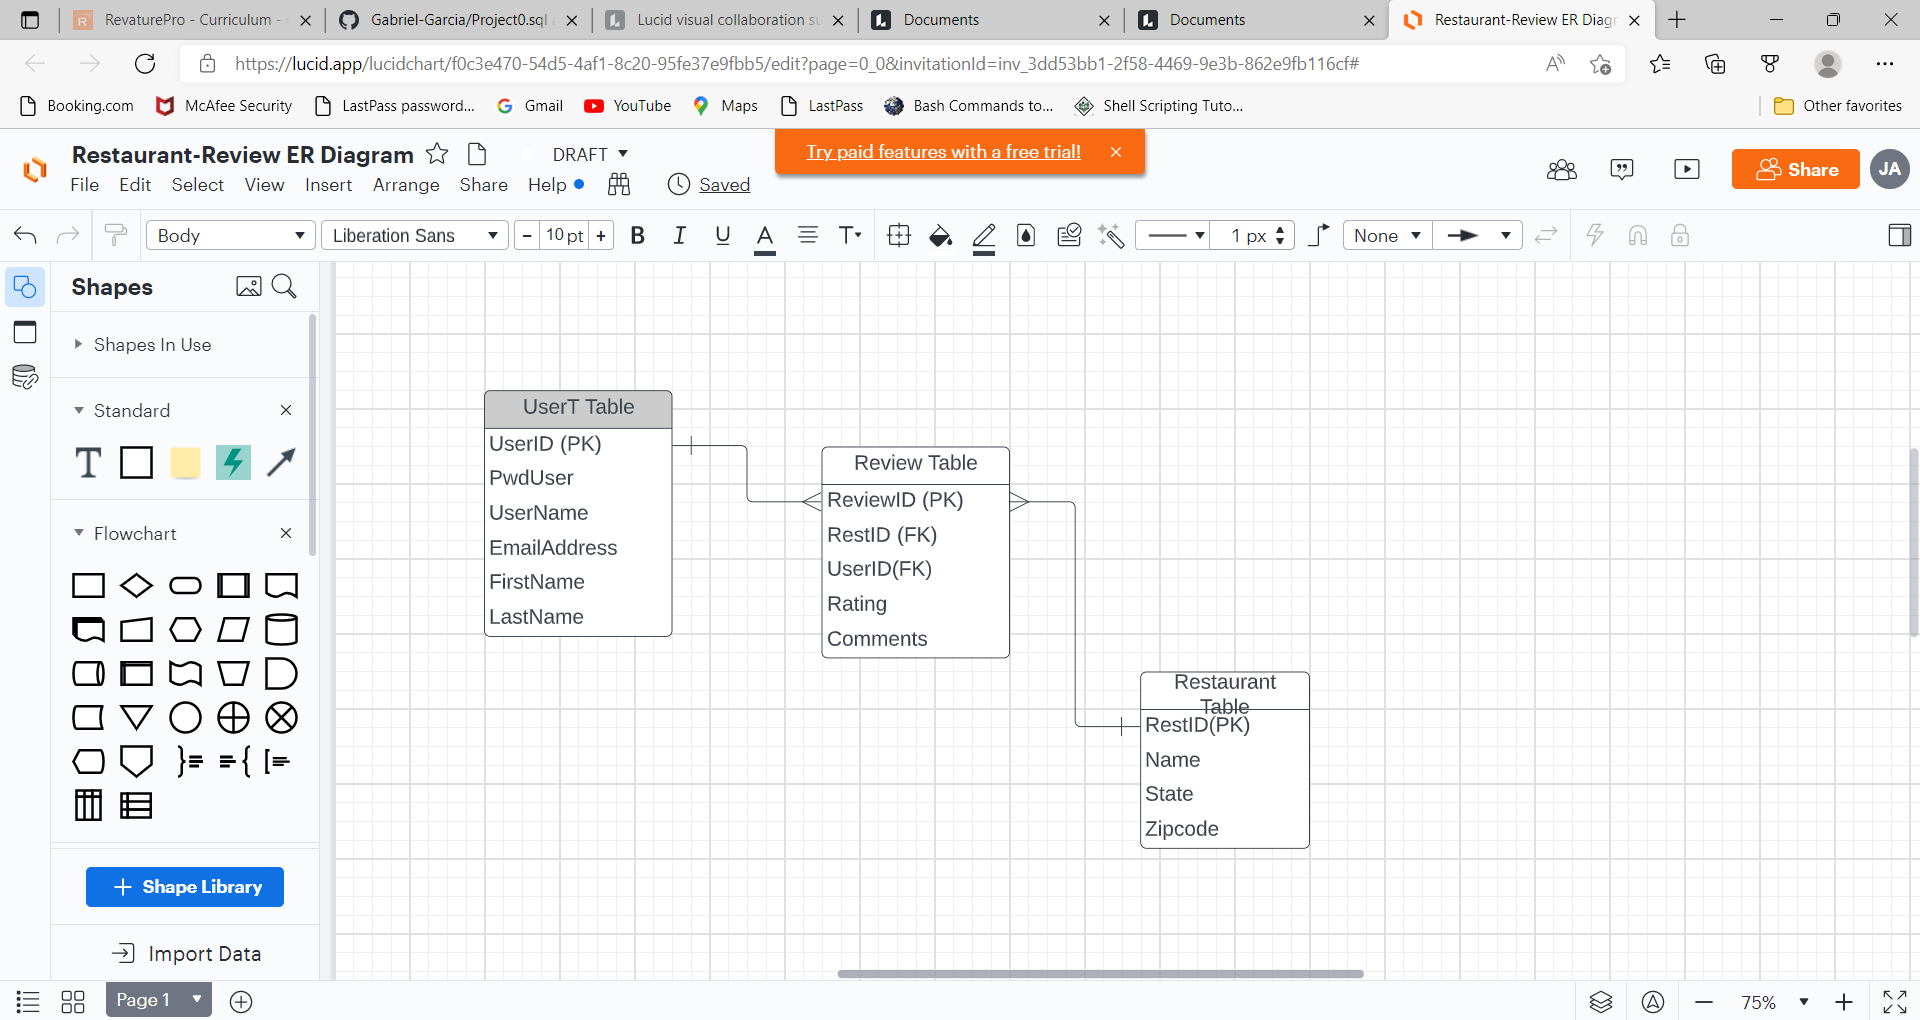 RevaturePro - Curriculum -
Gabriel-Garcia/Project0.sql
Lucid visual collaboration su
Documents
Documents
Restaurant-Review ER Diagr
https://lucid.app/lucidchart/f0c3e470-54d5-4af1-8c20-95fe37e9fbb5/edit?page=0_0&invitationId=inv_3dd53bb1-2f58-4469-9e3b-862e9fb116cf#
Booking.com
McAfee Security
LastPass password...
Gmail
YouTube
Maps
LastPass
Bash Commands to...
Shell Scripting Tuto...
Other favorites
Restaurant-Review ER Diagram
DRAFT
Try paid features with a free trial!
File Edit Select View Insert Arrange Share Help
Saved
Share
JA
Body
Liberation Sans
- 10 pt +
B I U A T
1 px
None
Shapes
Shapes In Use
Standard
T
Flowchart
Shape Library
Import Data
UserT Table
UserID (PK)
PwdUser
UserName
EmailAddress
FirstName
LastName
Review Table
ReviewID (PK)
RestID (FK)
UserID(FK)
Rating
Comments
Restaurant
Table
RestID(PK)
Name
State
Zipcode
Page 1
75%